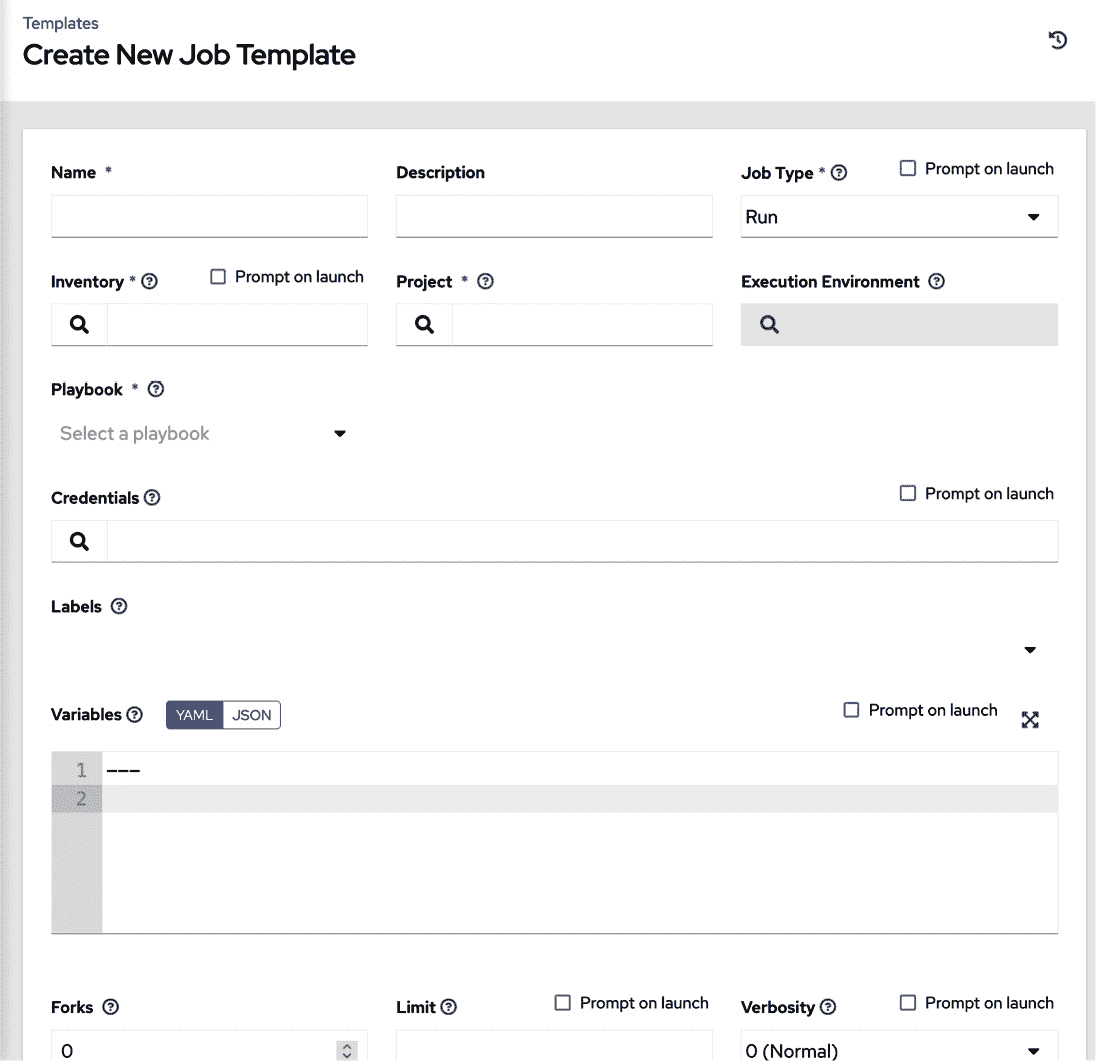 Templates
Create New Job Template
Name *
Description
Job Type *
Prompt on launch
Run
Inventory *
Prompt on launch
Project *
Execution Environment
Playbook *
Select a playbook
Credentials
Prompt on launch
Labels
Variables
YAML
JSON
Prompt on launch
1 ---
2
Forks
Limit
Prompt on launch
Verbosity
Prompt on launch
0
0 (Normal)